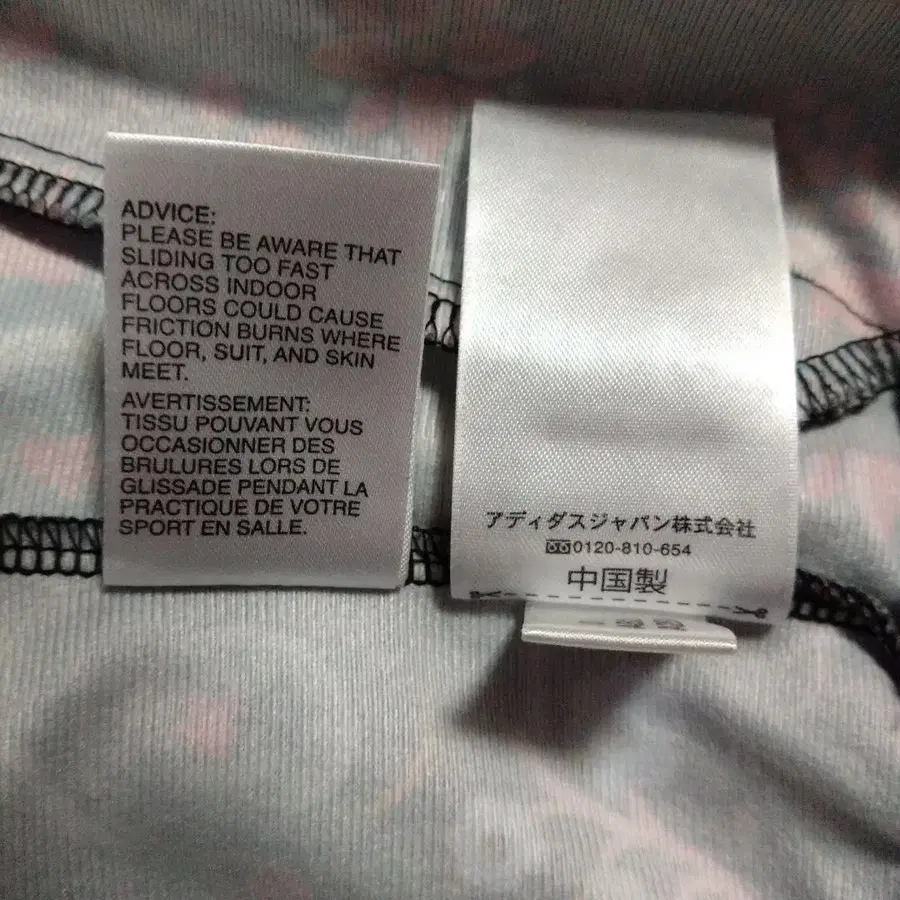 ADVICE:
PLEASE BE AWARE THAT
SLIDING TOO FAST
ACROSS INDOOR
FLOORS COULD CAUSE
FRICTION BURNS WHERE
FLOOR, SUIT, AND SKIN
MEET.
AVERTISSEMENT:
TISSU POUVANT VOUS
OCCASIONNER DES
BRULURES LORS DE
GLISSADE PENDANT LA
PRACTIQUE DE VOTRE
SPORT EN SALLE.
アディダスジャパン株式会社
0120-810-654
中国製